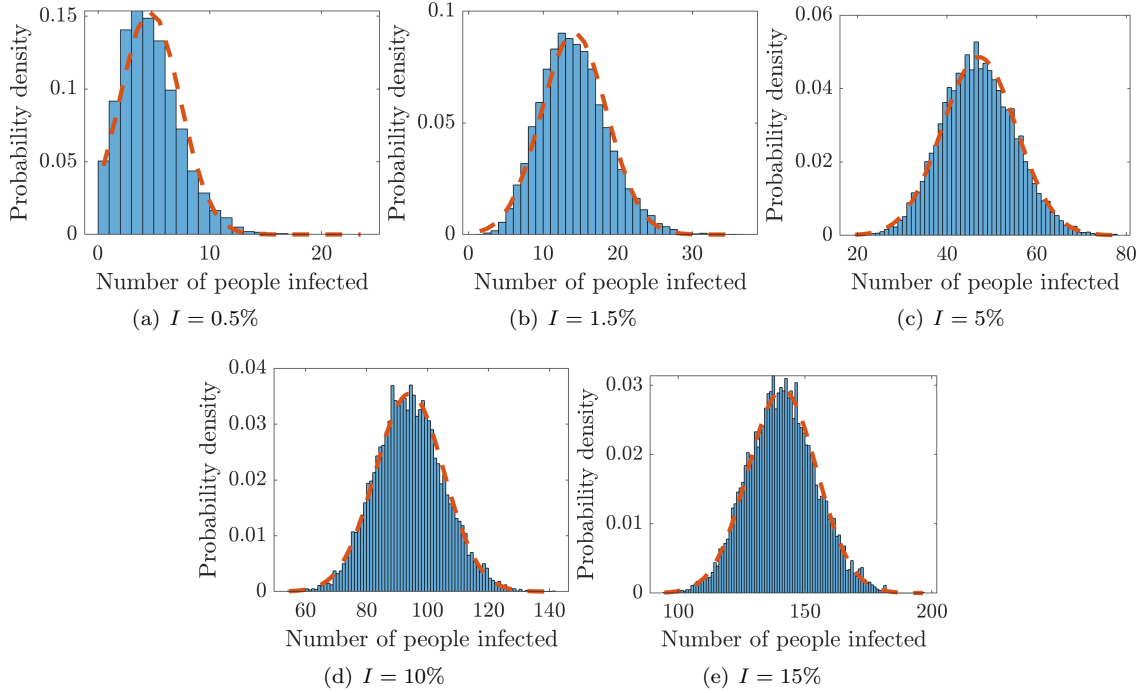 Probability density
0.15
0.10
0.05
0
0
10
20
Number of people infected
(a) I = 0.5%
Probability density
0.1
0.05
0
0
10
20
30
Number of people infected
(b) I = 1.5%
Probability density
0.06
0.04
0.02
0
20
40
60
80
Number of people infected
(c) I = 5%
Probability density
0.04
0.03
0.02
0.01
0
60
80
100
120
140
Number of people infected
(d) I = 10%
Probability density
0.03
0.02
0.01
0
100
150
200
Number of people infected
(e) I = 15%